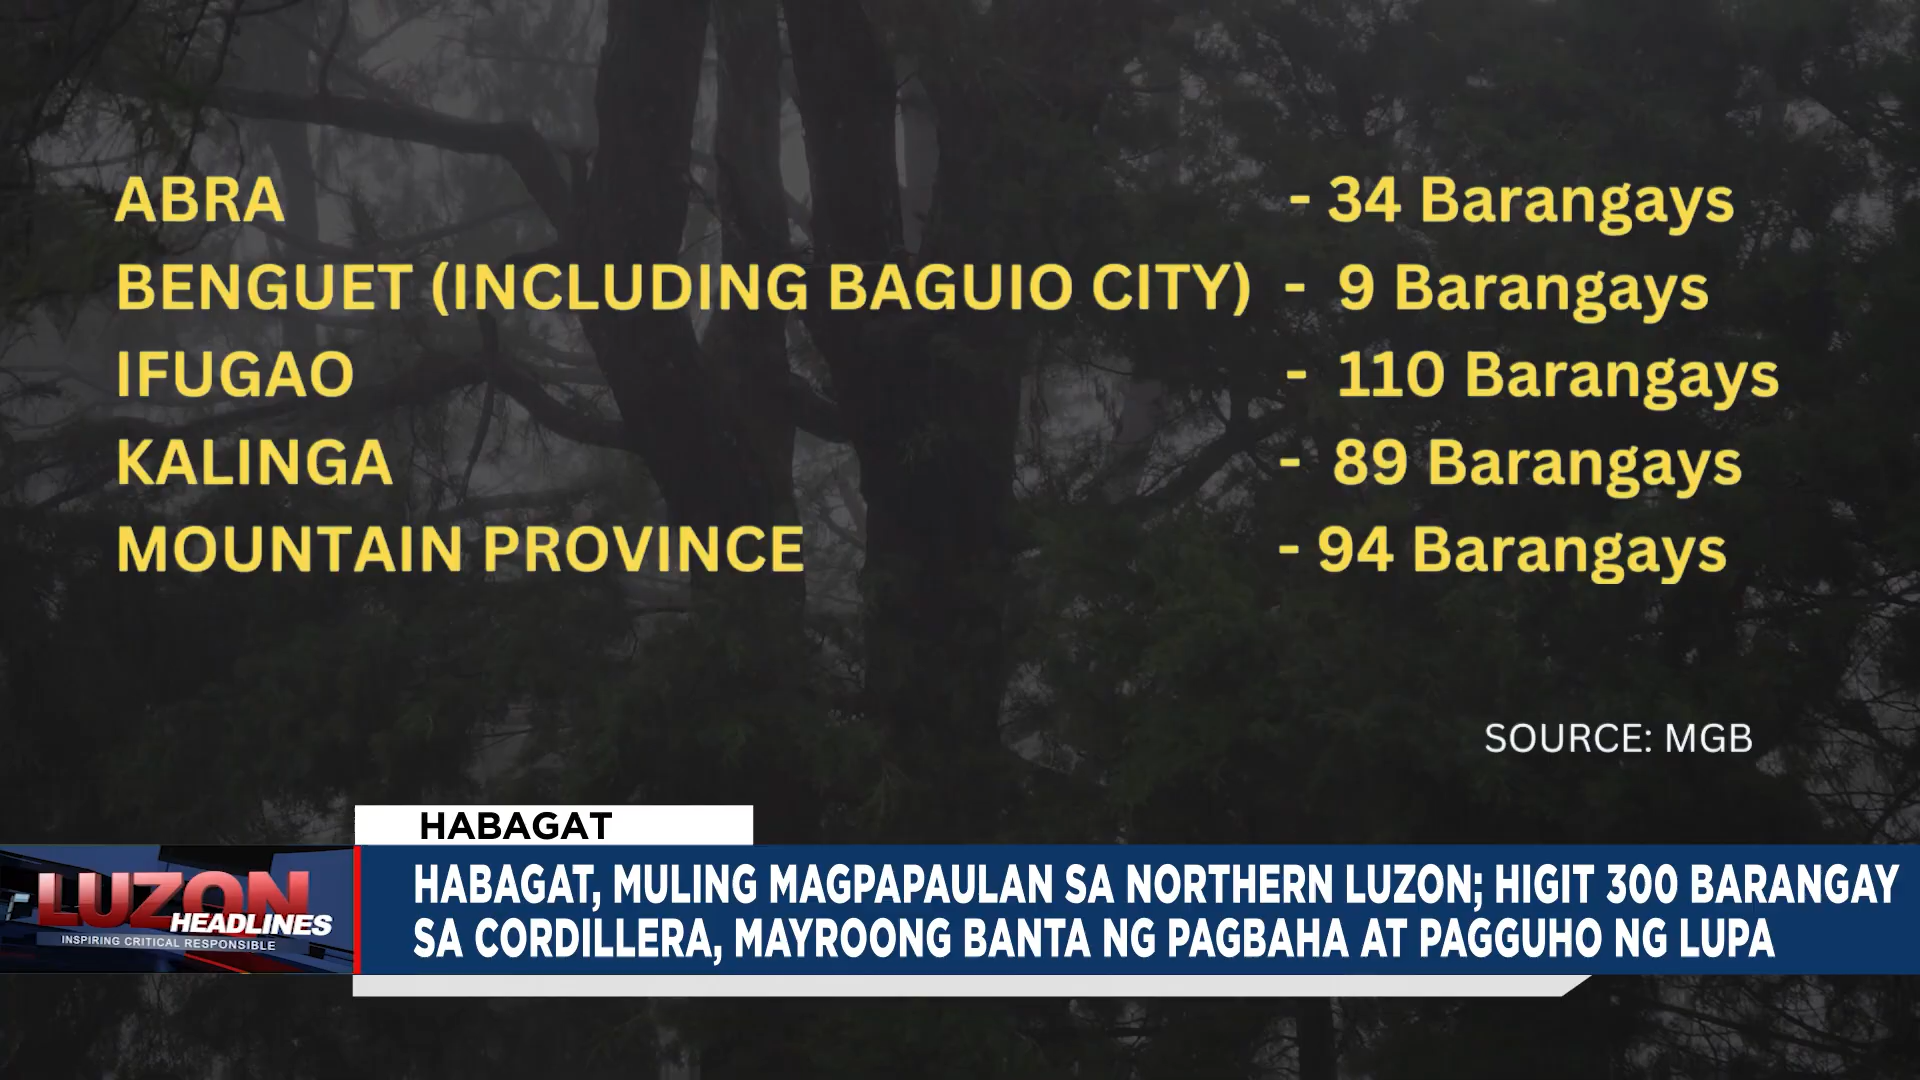 ABRA - 34 Barangays
BENGUET (INCLUDING BAGUIO CITY) - 9 Barangays
IFUGAO - 110 Barangays
KALINGA - 89 Barangays
MOUNTAIN PROVINCE - 94 Barangays
SOURCE: MGB
HABAGAT
HABAGAT, MULING MAGPAPAULAN SA NORTHERN LUZON; HIGIT 300 BARANGAY
SA CORDILLERA, MAYROONG BANTA NG PAGBAHA AT PAGGUHO NG LUPA
LUZON
HEADLINES
INSPIRING CRITICAL RESPONSIBLE